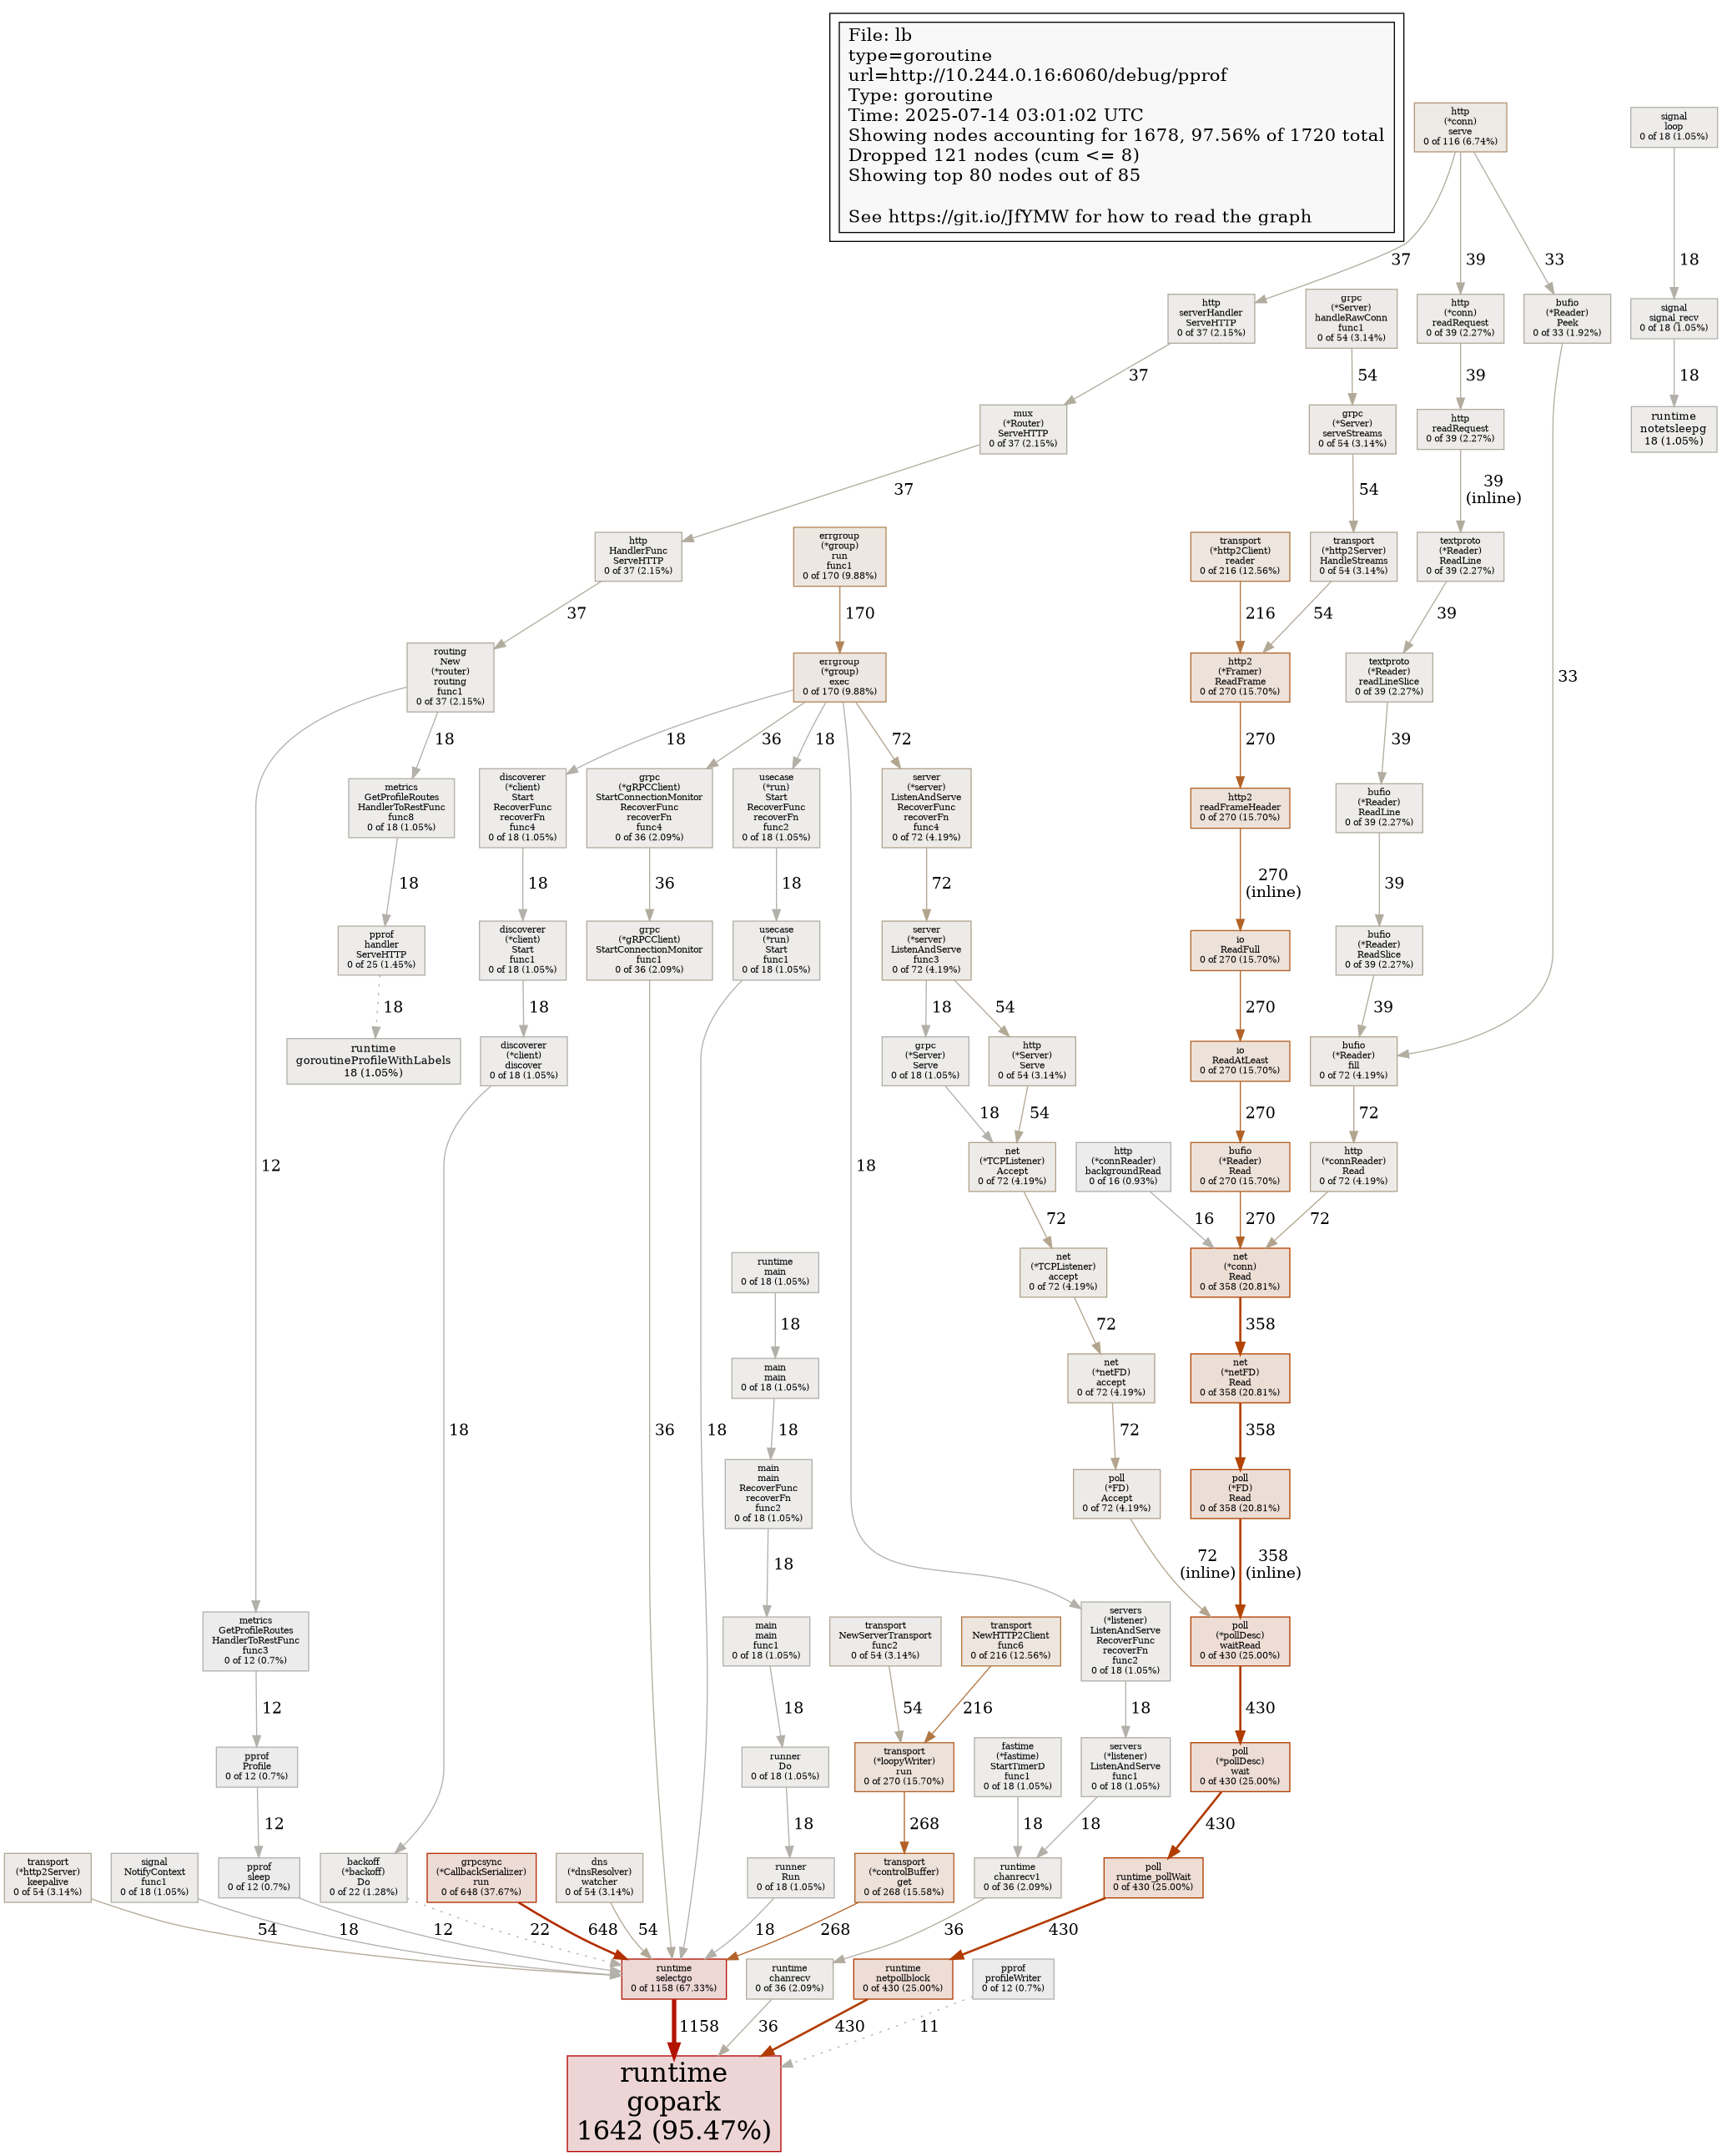 File: lb
type=goroutine
url=http://10.244.0.16:6060/debug/pprof
Type: goroutine
Time: 2025-07-14 03:01:02 UTC
Showing nodes accounting for 1678, 97.56% of 1720 total
Dropped 121 nodes (cum <= 8)
Showing top 80 nodes out of 85
See https://git.io/JfYMW for how to read the graph
http
(*conn)
serve
0 of 116 (6.74%)
signal
loop
0 of 18 (1.05%)
37
39
33
18
http
serverHandler
ServeHTTP
0 of 37 (2.15%)
grpc
(*Server)
handleRawConn
func1
0 of 54 (3.14%)
http
(*conn)
readRequest
0 of 39 (2.27%)
bufio
(*Reader)
Peek
0 of 33 (1.92%)
signal
signal_recv
0 of 18 (1.05%)
37
54
39
18
mux
(*Router)
ServeHTTP
0 of 37 (2.15%)
grpc
(*Server)
serveStreams
0 of 54 (3.14%)
http
readRequest
0 of 39 (2.27%)
runtime
notetsleepg
18 (1.05%)
37
54
39
(inline)
http
HandlerFunc
ServeHTTP
0 of 37 (2.15%)
errgroup
(*group)
run
func1
0 of 170 (9.88%)
transport
(*http2Client)
reader
0 of 216 (12.56%)
transport
(*http2Server)
HandleStreams
0 of 54 (3.14%)
textproto
(*Reader)
ReadLine
0 of 39 (2.27%)
37
170
216
54
39
routing
New
(*router)
routing
func1
0 of 37 (2.15%)
errgroup
(*group)
exec
0 of 170 (9.88%)
http2
(*Framer)
ReadFrame
0 of 270 (15.70%)
textproto
(*Reader)
readLineSlice
0 of 39 (2.27%)
33
18
18
36
18
72
270
39
metrics
GetProfileRoutes
HandlerToRestFunc
func8
0 of 18 (1.05%)
discoverer
(*client)
Start
RecoverFunc
recoverFn
func4
0 of 18 (1.05%)
grpc
(*gRPCClient)
StartConnectionMonitor
RecoverFunc
recoverFn
func4
0 of 36 (2.09%)
usecase
(*run)
Start
RecoverFunc
recoverFn
func2
0 of 18 (1.05%)
server
(*server)
ListenAndServe
RecoverFunc
recoverFn
func4
0 of 72 (4.19%)
http2
readFrameHeader
0 of 270 (15.70%)
bufio
(*Reader)
ReadLine
0 of 39 (2.27%)
18
18
36
18
72
270
(inline)
39
pprof
handler
ServeHTTP
0 of 25 (1.45%)
discoverer
(*client)
Start
func1
0 of 18 (1.05%)
grpc
(*gRPCClient)
StartConnectionMonitor
func1
0 of 36 (2.09%)
usecase
(*run)
Start
func1
0 of 18 (1.05%)
server
(*server)
ListenAndServe
func3
0 of 72 (4.19%)
io
ReadFull
0 of 270 (15.70%)
bufio
(*Reader)
ReadSlice
0 of 39 (2.27%)
18
18
18
54
270
39
runtime
goroutineProfileWithLabels
18 (1.05%)
discoverer
(*client)
discover
0 of 18 (1.05%)
grpc
(*Server)
Serve
0 of 18 (1.05%)
http
(*Server)
Serve
0 of 54 (3.14%)
io
ReadAtLeast
0 of 270 (15.70%)
bufio
(*Reader)
fill
0 of 72 (4.19%)
18
54
270
72
12
18
net
(*TCPListener)
Accept
0 of 72 (4.19%)
http
(*connReader)
backgroundRead
0 of 16 (0.93%)
bufio
(*Reader)
Read
0 of 270 (15.70%)
http
(*connReader)
Read
0 of 72 (4.19%)
72
16
270
72
runtime
main
0 of 18 (1.05%)
net
(*TCPListener)
accept
0 of 72 (4.19%)
net
(*conn)
Read
0 of 358 (20.81%)
18
72
358
main
main
0 of 18 (1.05%)
net
(*netFD)
accept
0 of 72 (4.19%)
net
(*netFD)
Read
0 of 358 (20.81%)
18
36
18
18
72
358
main
main
RecoverFunc
recoverFn
func2
0 of 18 (1.05%)
poll
(*FD)
Accept
0 of 72 (4.19%)
poll
(*FD)
Read
0 of 358 (20.81%)
18
72
(inline)
358
(inline)
metrics
GetProfileRoutes
HandlerToRestFunc
func3
0 of 12 (0.7%)
main
main
func1
0 of 18 (1.05%)
transport
NewServerTransport
func2
0 of 54 (3.14%)
transport
NewHTTP2Client
func6
0 of 216 (12.56%)
servers
(*listener)
ListenAndServe
RecoverFunc
recoverFn
func2
0 of 18 (1.05%)
poll
(*pollDesc)
waitRead
0 of 430 (25.00%)
12
18
54
216
18
430
pprof
Profile
0 of 12 (0.7%)
runner
Do
0 of 18 (1.05%)
transport
(*loopyWriter)
run
0 of 270 (15.70%)
fastime
(*fastime)
StartTimerD
func1
0 of 18 (1.05%)
servers
(*listener)
ListenAndServe
func1
0 of 18 (1.05%)
poll
(*pollDesc)
wait
0 of 430 (25.00%)
12
18
268
18
18
430
transport
(*http2Server)
keepalive
0 of 54 (3.14%)
signal
NotifyContext
func1
0 of 18 (1.05%)
pprof
sleep
0 of 12 (0.7%)
backoff
(*backoff)
Do
0 of 22 (1.28%)
grpcsync
(*CallbackSerializer)
run
0 of 648 (37.67%)
dns
(*dnsResolver)
watcher
0 of 54 (3.14%)
runner
Run
0 of 18 (1.05%)
transport
(*controlBuffer)
get
0 of 268 (15.58%)
runtime
chanrecv1
0 of 36 (2.09%)
poll
runtime_pollWait
0 of 430 (25.00%)
54
18
12
22
648
54
18
268
36
430
runtime
selectgo
0 of 1158 (67.33%)
runtime
chanrecv
0 of 36 (2.09%)
runtime
netpollblock
0 of 430 (25.00%)
pprof
profileWriter
0 of 12 (0.7%)
1158
36
430
11
runtime
gopark
1642 (95.47%)